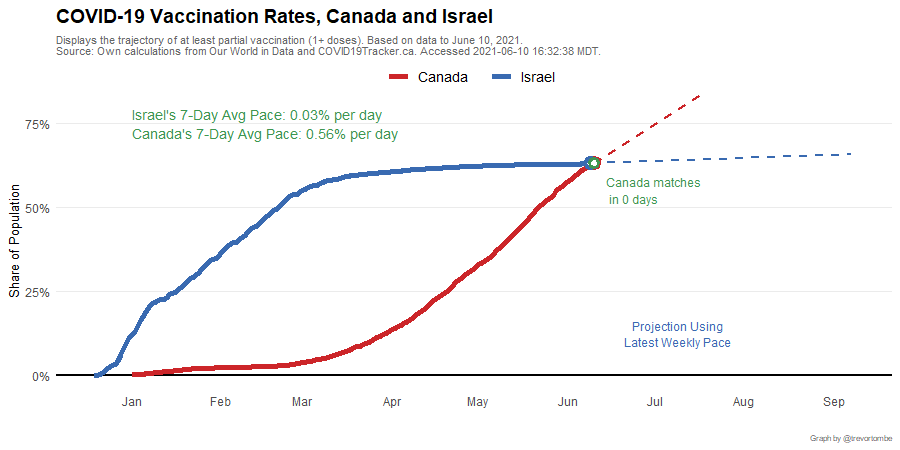 COVID-19 Vaccination Rates, Canada and Israel
Displays the trajectory of at least partial vaccination (1+ doses). Based on data to June 10, 2021.
Source: Own calculations from Our World in Data and COVID19Tracker.ca. Accessed 2021-06-10 16:32:38 MDT.
Canada Israel
Israel's 7-Day Avg Pace: 0.03% per day
Canada's 7-Day Avg Pace: 0.56% per day
75%
50%
25%
0%
Share of Population
Canada matches
in 0 days
Projection Using
Latest Weekly Pace
Jan Feb Mar Apr May Jun Jul Aug Sep
Graph by @trevortombe